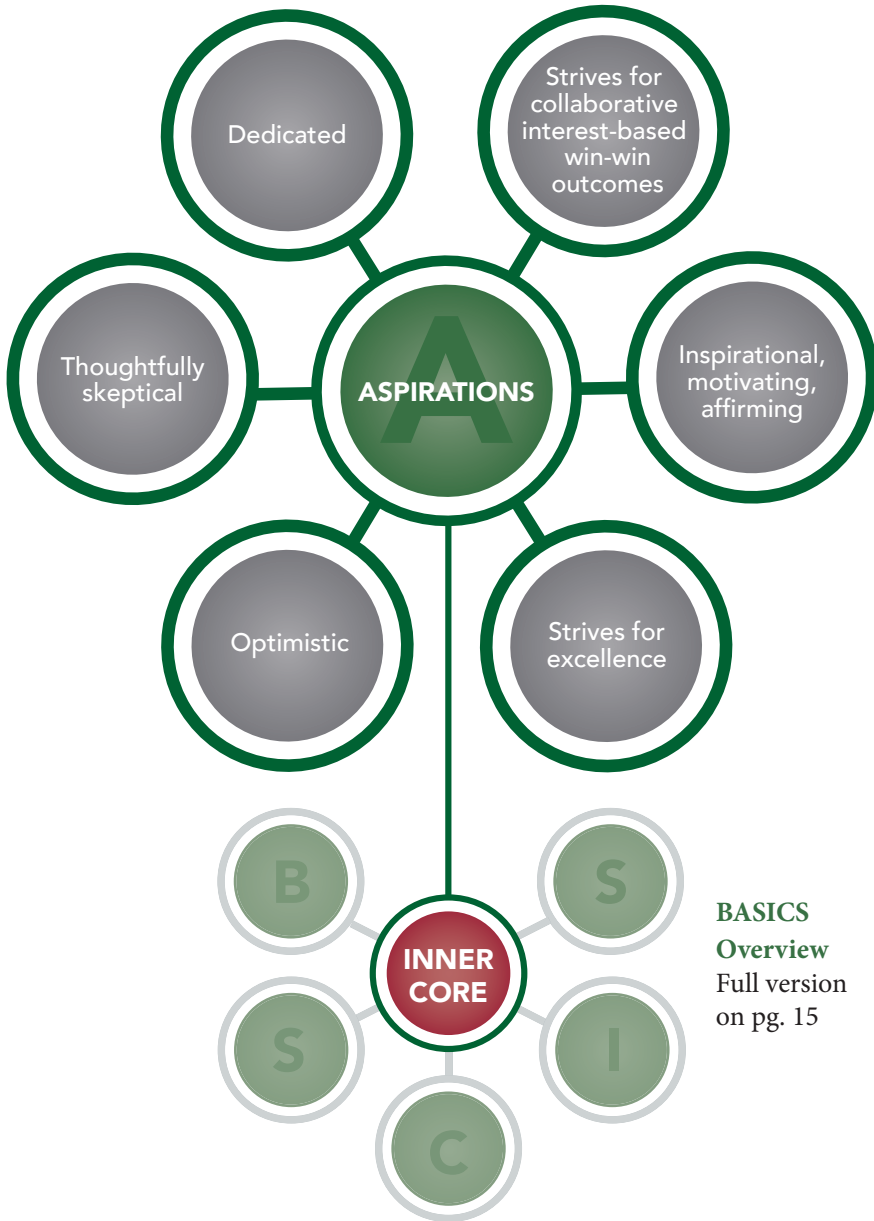 Dedicated
Strives for
collaborative
interest-based
win-win
outcomes
Thoughtfully
skeptical
A
ASPIRATIONS
Inspirational,
motivating,
affirming
Optimistic
Strives for
excellence
B
S
INNER
CORE
S
I
C
BASICS
Overview
Full version
on pg. 15